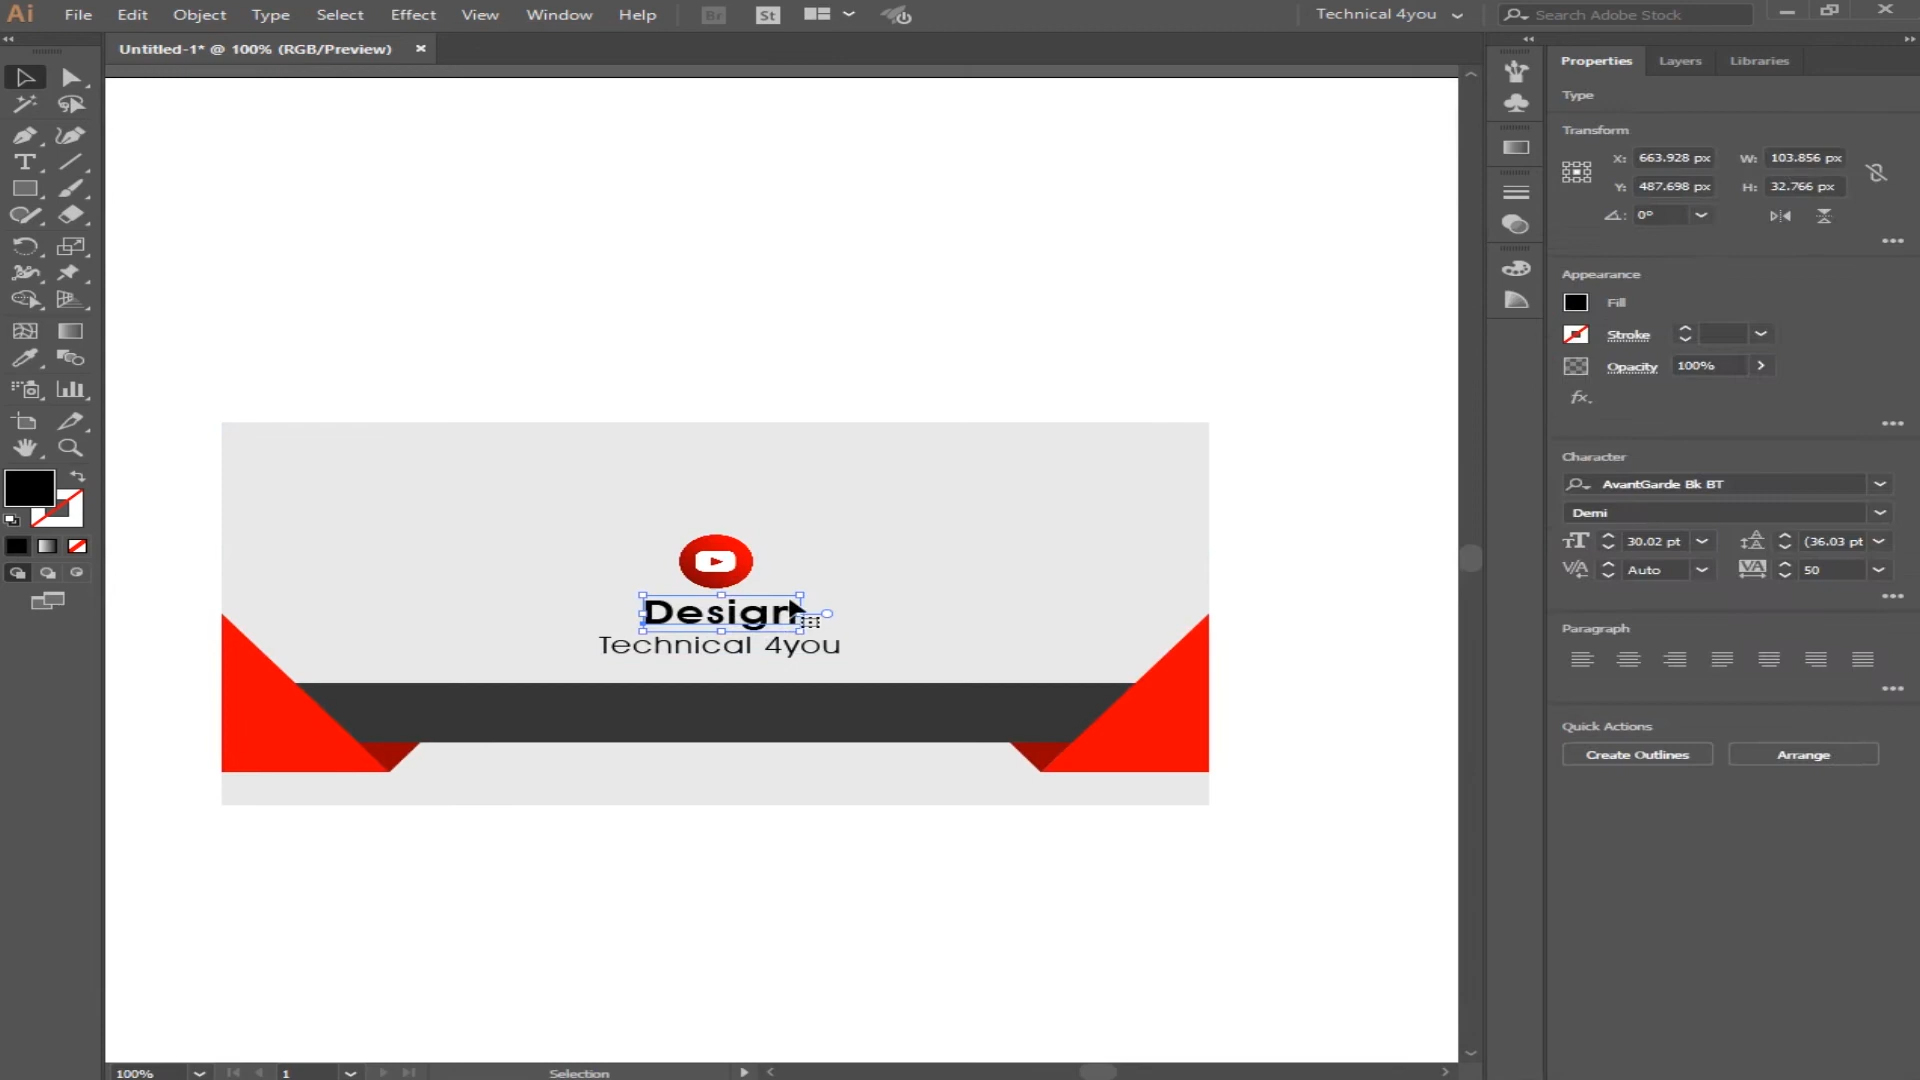 Ai File Edit Object Type Select Effect View Window Help Br St Technical 4you Search Adobe Stock
Untitled-1* @ 100% (RGB/Preview) ×
Properties Layers Libraries
Type
Transform
X: 663.928 px W: 103.856 px
Y: 487.698 px H: 32.766 px
0°
Appearance
Fill
Stroke
Opacity 100%
fx.
Character
AvantGarde Bk BT
Demi
30.02 pt (36.03 pt
Auto 50
Paragraph
Quick Actions
Create Outlines Arrange
Design
Technical 4you
100% 1 Selection